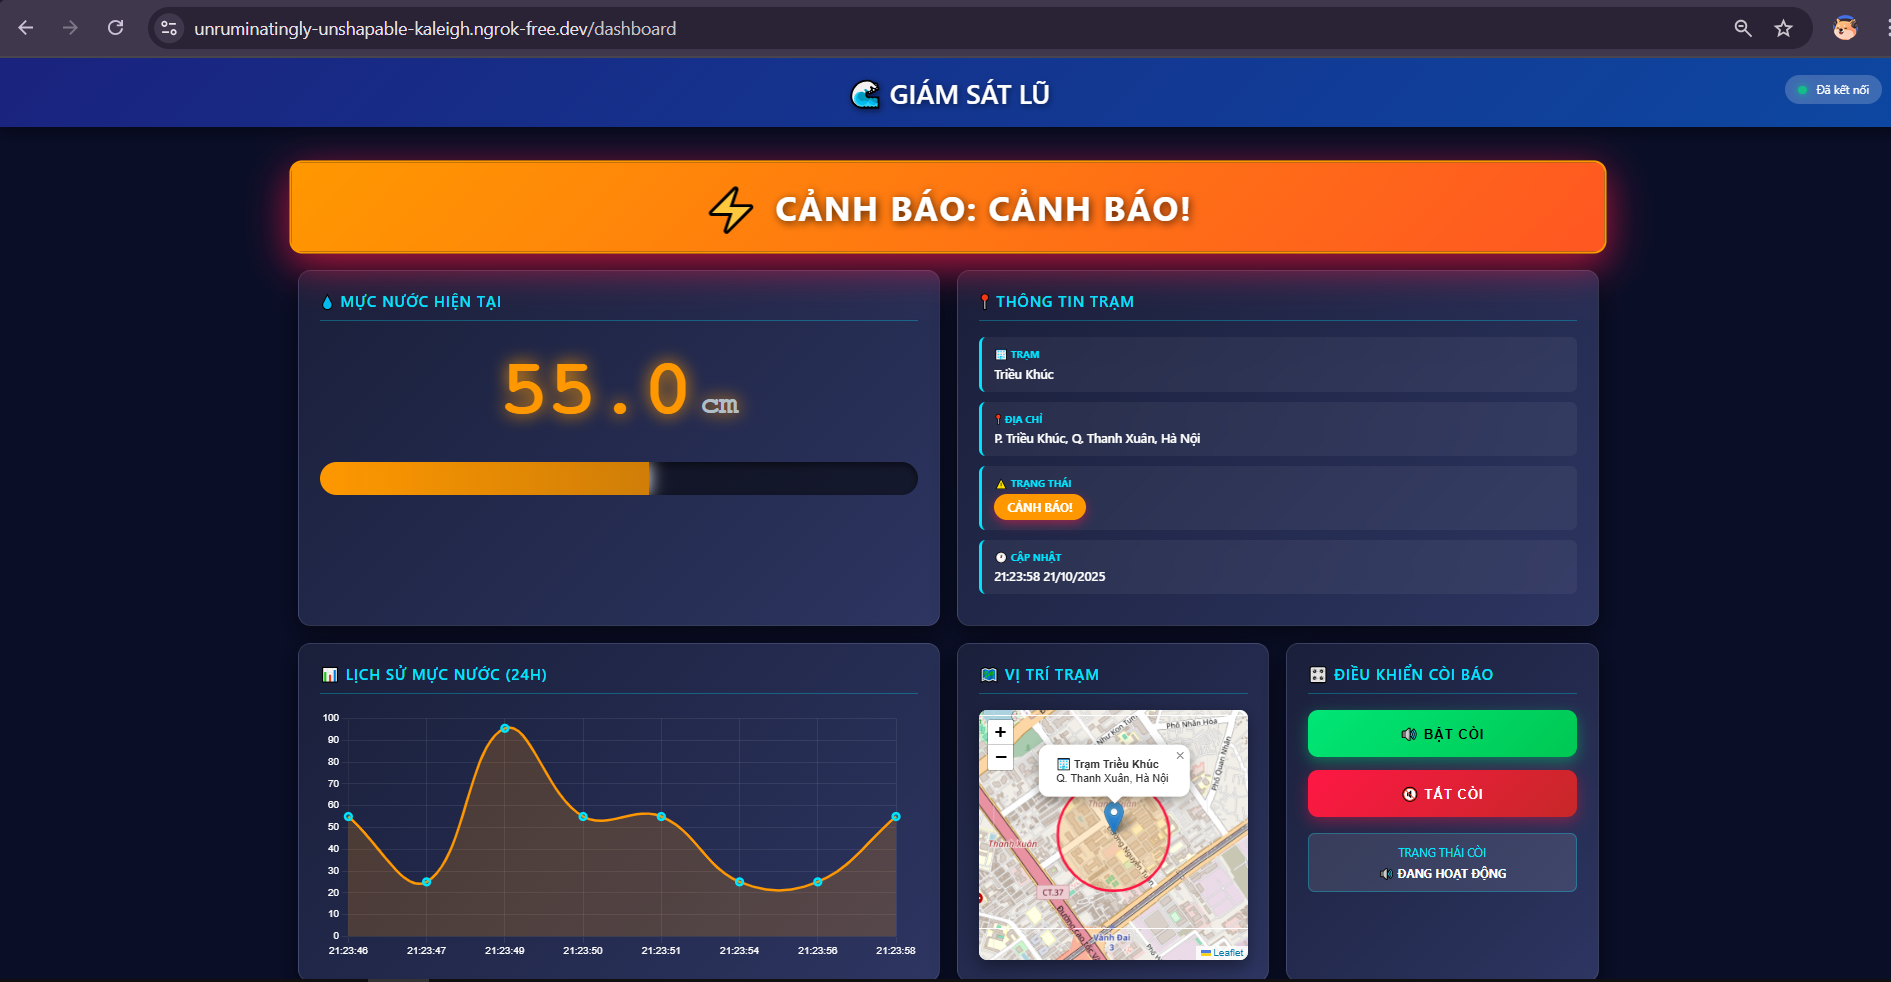 unruminatingly-unshapable-kaleigh.ngrok-free.dev/dashboard
GIÁM SÁT LŨ
Đã kết nối
CẢNH BÁO: CẢNH BÁO!
MỰC NƯỚC HIỆN TẠI
55.0 cm
THÔNG TIN TRẠM
TRẠM
Triều Khúc
ĐỊA CHỈ
P. Triều Khúc, Q. Thanh Xuân, Hà Nội
TRẠNG THÁI
CẢNH BÁO!
CẬP NHẬT
21:23:58 21/10/2025
LỊCH SỬ MỰC NƯỚC (24H)
100
90
80
70
60
50
40
30
20
10
0
21:23:46 21:23:47 21:23:49 21:23:50 21:23:51 21:23:54 21:23:56 21:23:58
VỊ TRÍ TRẠM
+
−
Phố Nhân Hòa
Phố Quan Nhân
Trạm Triều Khúc
Q. Thanh Xuân, Hà Nội
×
Thanh Xuân
Thanh Xuân
CT.37
Vành Đai
3
Leaflet
ĐIỀU KHIỂN CÒI BÁO
BẬT CÒI
TẮT CÒI
TRẠNG THÁI CÒI
ĐANG HOẠT ĐỘNG